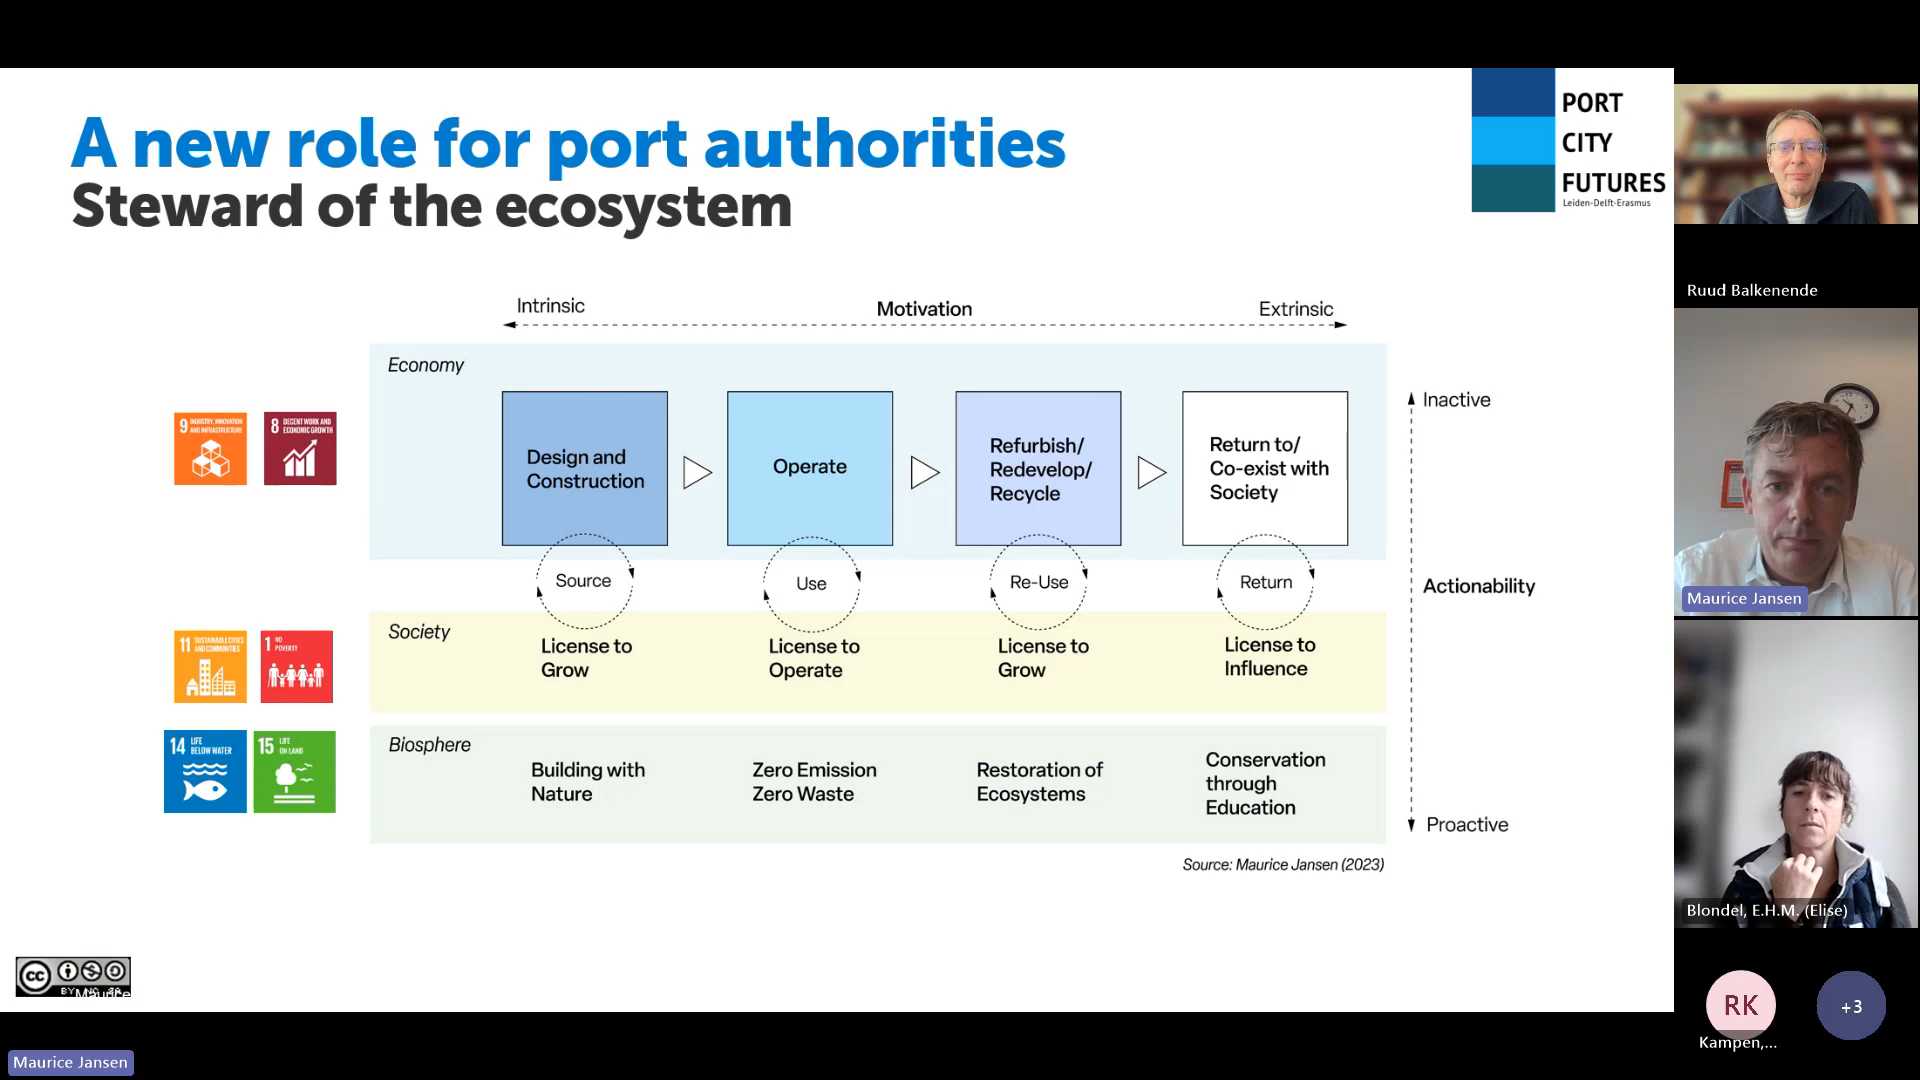 A new role for port authorities
Steward of the ecosystem
PORT
CITY
FUTURES
Leiden-Delft-Erasmus
Intrinsic
Motivation
Extrinsic
Economy
Design and
Construction
Operate
Refurbish/
Redevelop/
Recycle
Return to/
Co-exist with
Society
Inactive
Actionability
Proactive
9 INDUSTRY, INNOVATION
AND INFRASTRUCTURE
8 DECENT WORK AND
ECONOMIC GROWTH
Source
Use
Re-Use
Return
Society
License to
Grow
License to
Operate
License to
Grow
License to
Influence
11 SUSTAINABLE CITIES
AND COMMUNITIES
1 NO
POVERTY
Biosphere
Building with
Nature
Zero Emission
Zero Waste
Restoration of
Ecosystems
Conservation
through
Education
14 LIFE
BELOW WATER
15 LIFE
ON LAND
Source: Maurice Jansen (2023)
cc
BY NC SA
Maurice
Maurice Jansen
Ruud Balkenende
Maurice Jansen
Blondel, E.H.M. (Elise)
RK
Kampen,...
+3